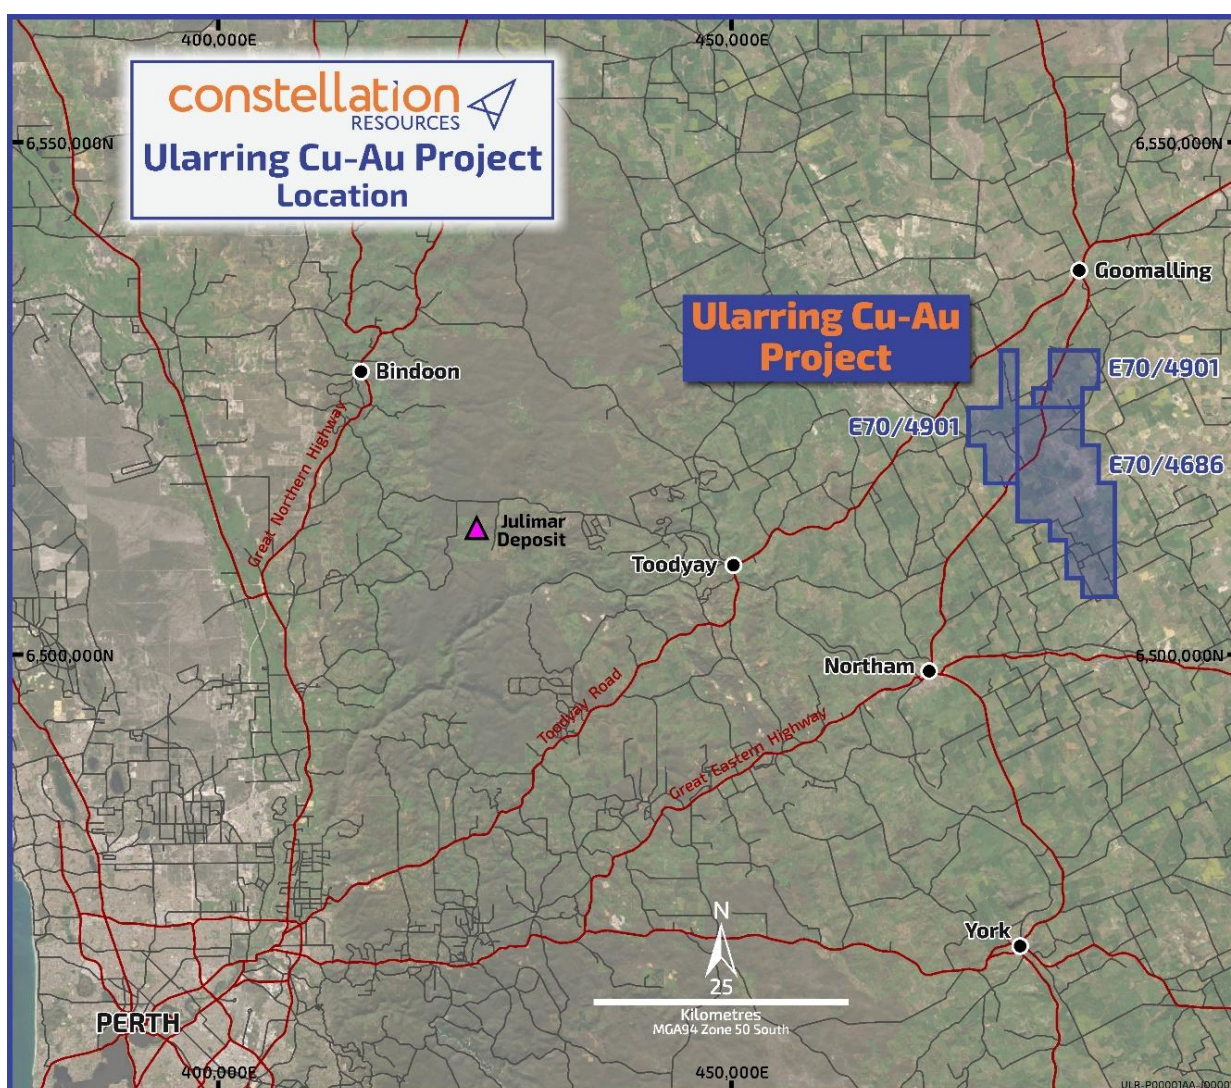 400,000E
450,000E
constellation
RESOURCES
Ularring Cu-Au Project
Location
6,550,000N
6,550,000N
Goomalling
Ularring Cu-Au
Project
Bindoon
E70/4901
E70/4901
E70/4686
Great Northern Highway
Julimar
Deposit
Toodyay
6,500,000N
6,500,000N
Northam
Toodyay Road
Great Eastern Highway
N
York
25
Kilometres
MGA94 Zone 50 South
PERTH
400,000E
450,000E